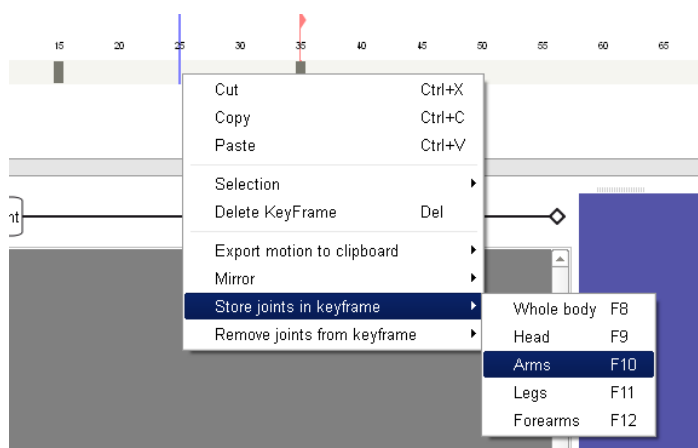 15 20 25 30 35 40 45 50 55 60 65
Cut Ctrl+X
Copy Ctrl+C
Paste Ctrl+V
Selection
Delete KeyFrame Del
nt
Export motion to clipboard
Mirror
Store joints in keyframe
Remove joints from keyframe
Whole body F8
Head F9
Arms F10
Legs F11
Forearms F12